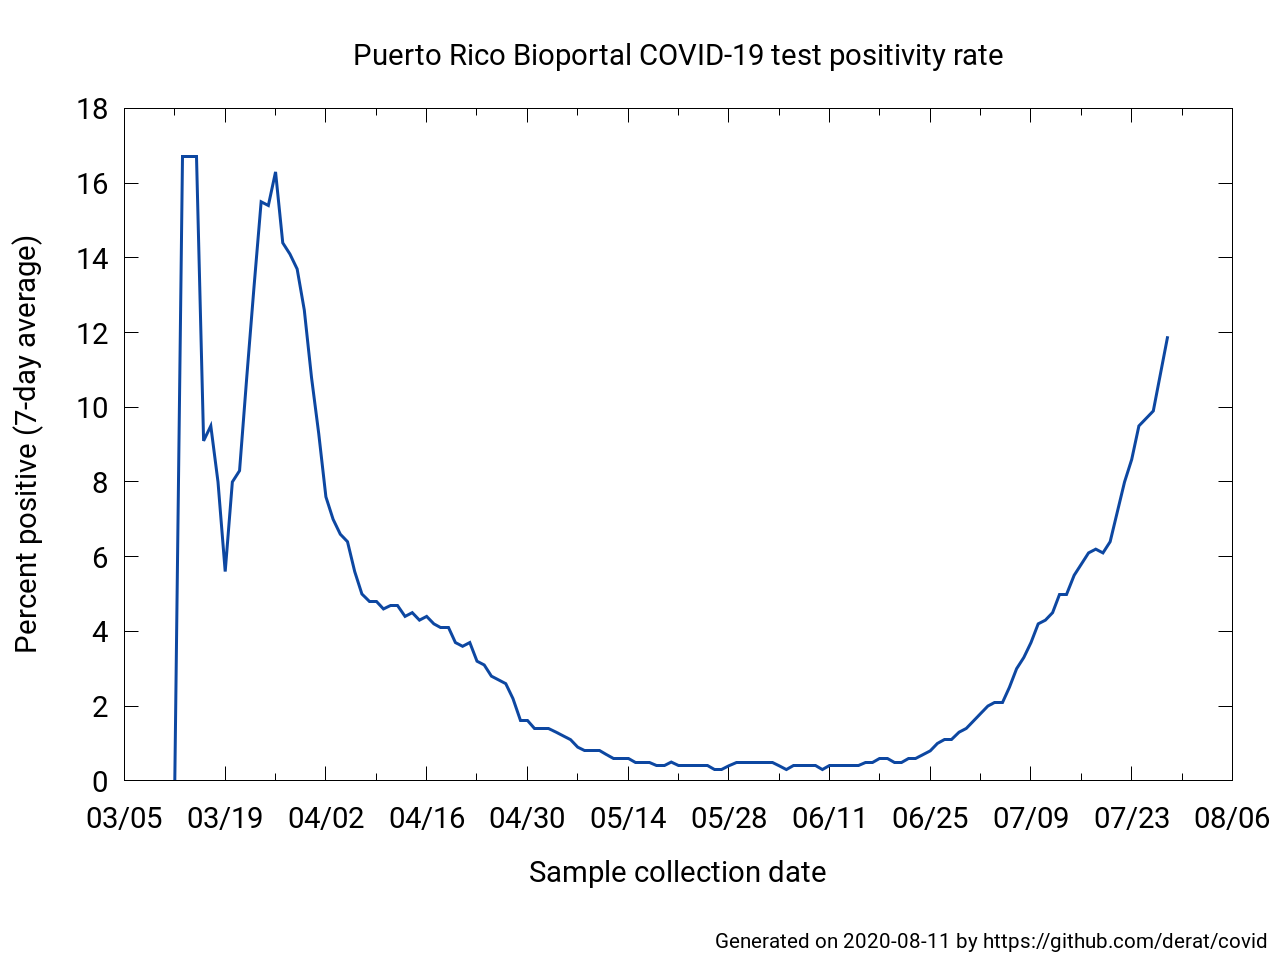 Puerto Rico Bioportal COVID-19 test positivity rate
Percent positive (7-day average)
18
16
14
12
10
8
6
4
2
0
03/05 03/19 04/02 04/16 04/30 05/14 05/28 06/11 06/25 07/09 07/23 08/06
Sample collection date
Generated on 2020-08-11 by https://github.com/derat/covid